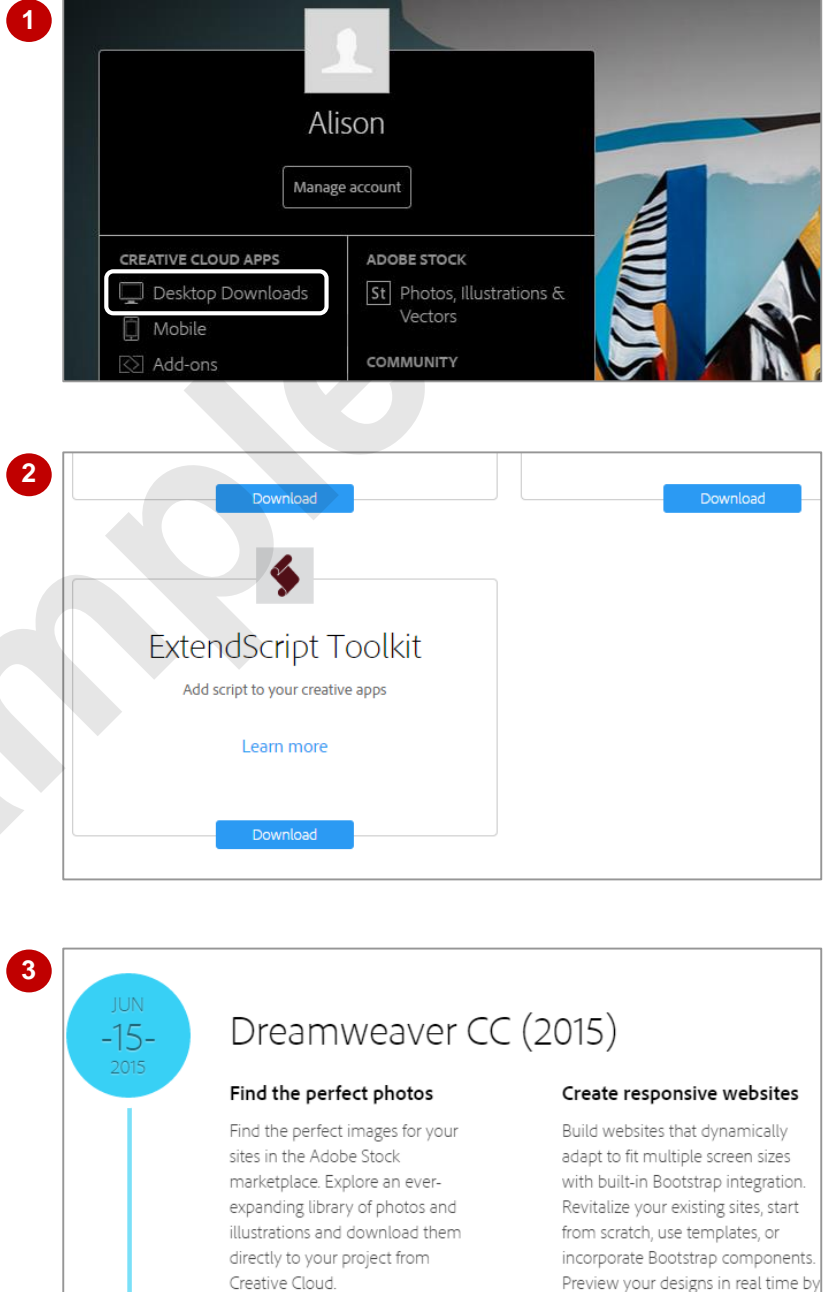 1
Alison
Manage account
CREATIVE CLOUD APPS
Desktop Downloads
Mobile
Add-ons
ADOBE STOCK
St Photos, Illustrations &
Vectors
COMMUNITY
2
Download
Download
ExtendScript Toolkit
Add script to your creative apps
Learn more
Download
3
JUN
-15-
2015
Dreamweaver CC (2015)
Find the perfect photos
Find the perfect images for your
sites in the Adobe Stock
marketplace. Explore an ever-
expanding library of photos and
illustrations and download them
directly to your project from
Creative Cloud.
Create responsive websites
Build websites that dynamically
adapt to fit multiple screen sizes
with built-in Bootstrap integration.
Revitalize your existing sites, start
from scratch, use templates, or
incorporate Bootstrap components.
Preview your designs in real time by
mple